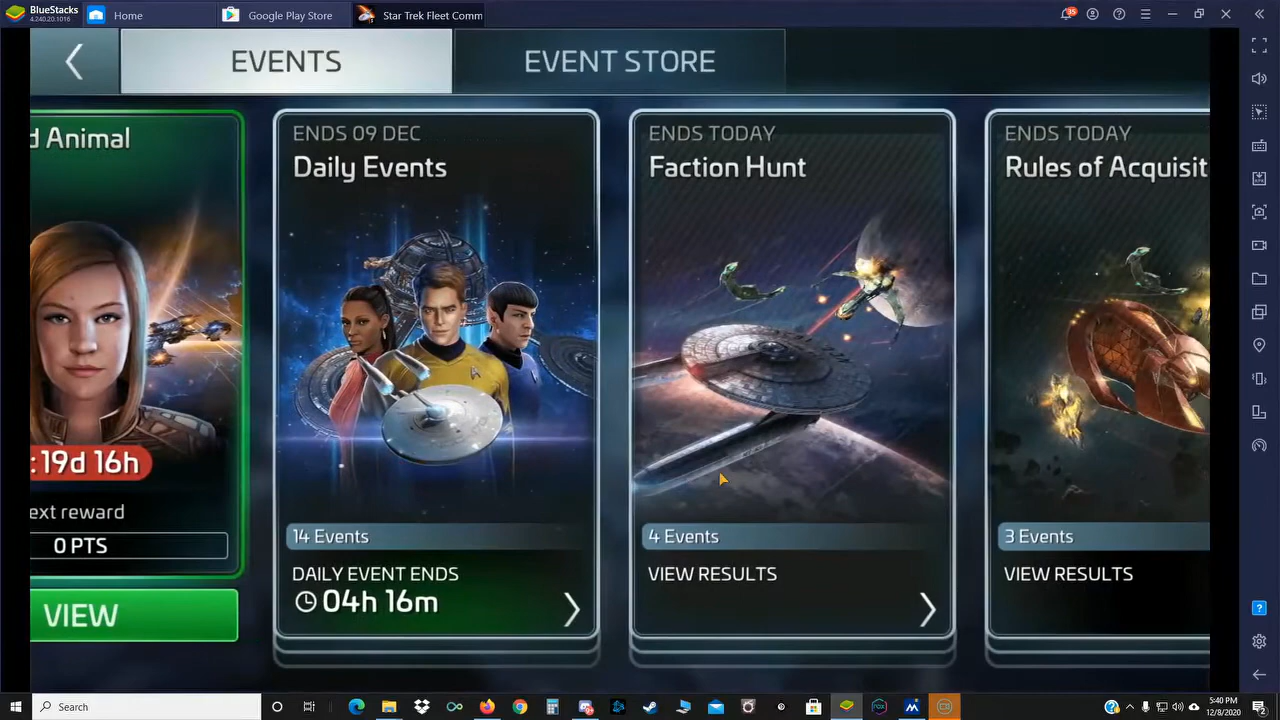 BlueStacks
4.240.20.1016
Home
Google Play Store
Star Trek Fleet Comm
35
EVENTS
EVENT STORE
d Animal
: 19d 16h
ext reward
0 PTS
VIEW
ENDS 09 DEC
Daily Events
14 Events
DAILY EVENT ENDS
04h 16m
ENDS TODAY
Faction Hunt
4 Events
VIEW RESULTS
ENDS TODAY
Rules of Acquisit
3 Events
VIEW RESULTS
Search
5:40 PM
12/8/2020